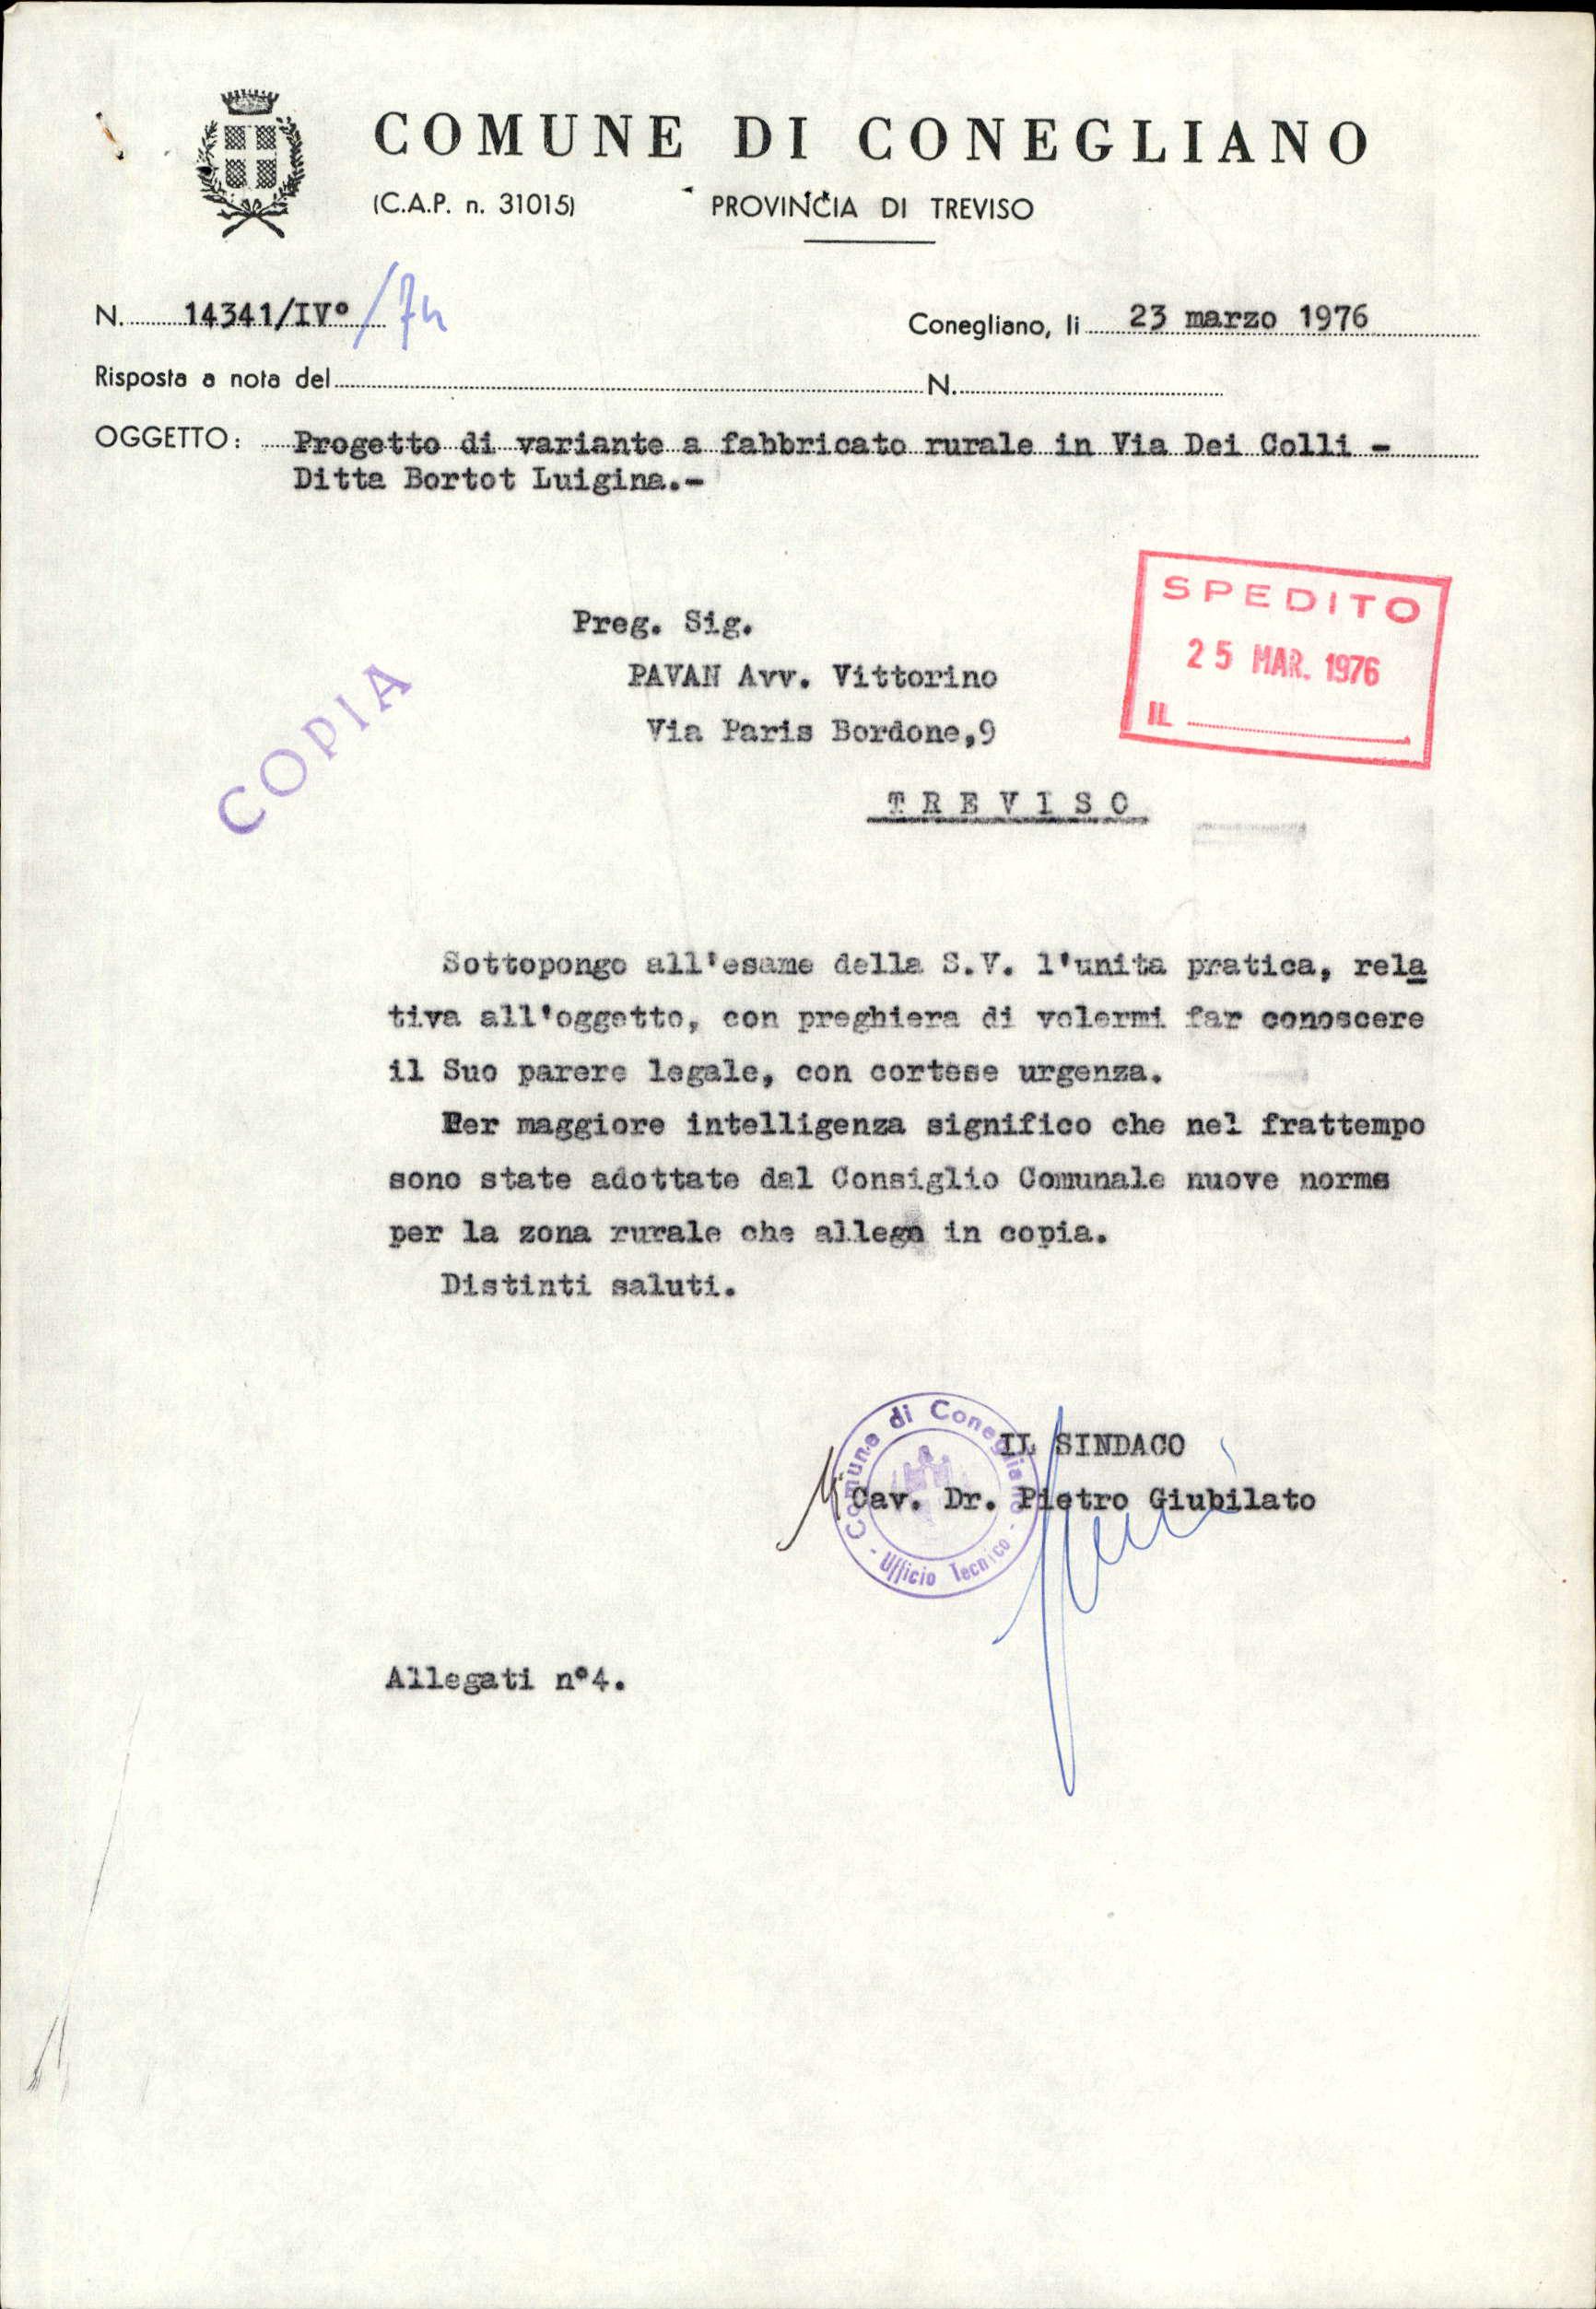 COMUNE DI CONEGLIANO
(C.A.P. n. 31015) PROVINCIA DI TREVISO
N. 14341/IV° /74
Conegliano, li 23 marzo 1976
Risposta a nota del N.
OGGETTO: Progetto di variante a fabbricato rurale in Via Dei Colli -
Ditta Bortot Luigina.-
SPEDITO
25 MAR. 1976
IL
Preg. Sig.
PAVAN Avv. Vittorino
Via Paris Bordone,9
TREVISO
COPIA
Sottopongo all'esame della S.V. l'unita pratica, rela
tiva all'oggetto, con preghiera di volermi far conoscere
il Suo parere legale, con cortese urgenza.
Per maggiore intelligenza significo che nel frattempo
sono state adottate dal Consiglio Comunale nuove norme
per la zona rurale che allego in copia.
Distinti saluti.
Comune di Conegliano
- Ufficio Tecnico -
IL SINDACO
Cav. Dr. Pietro Giubilato
Allegati n°4.